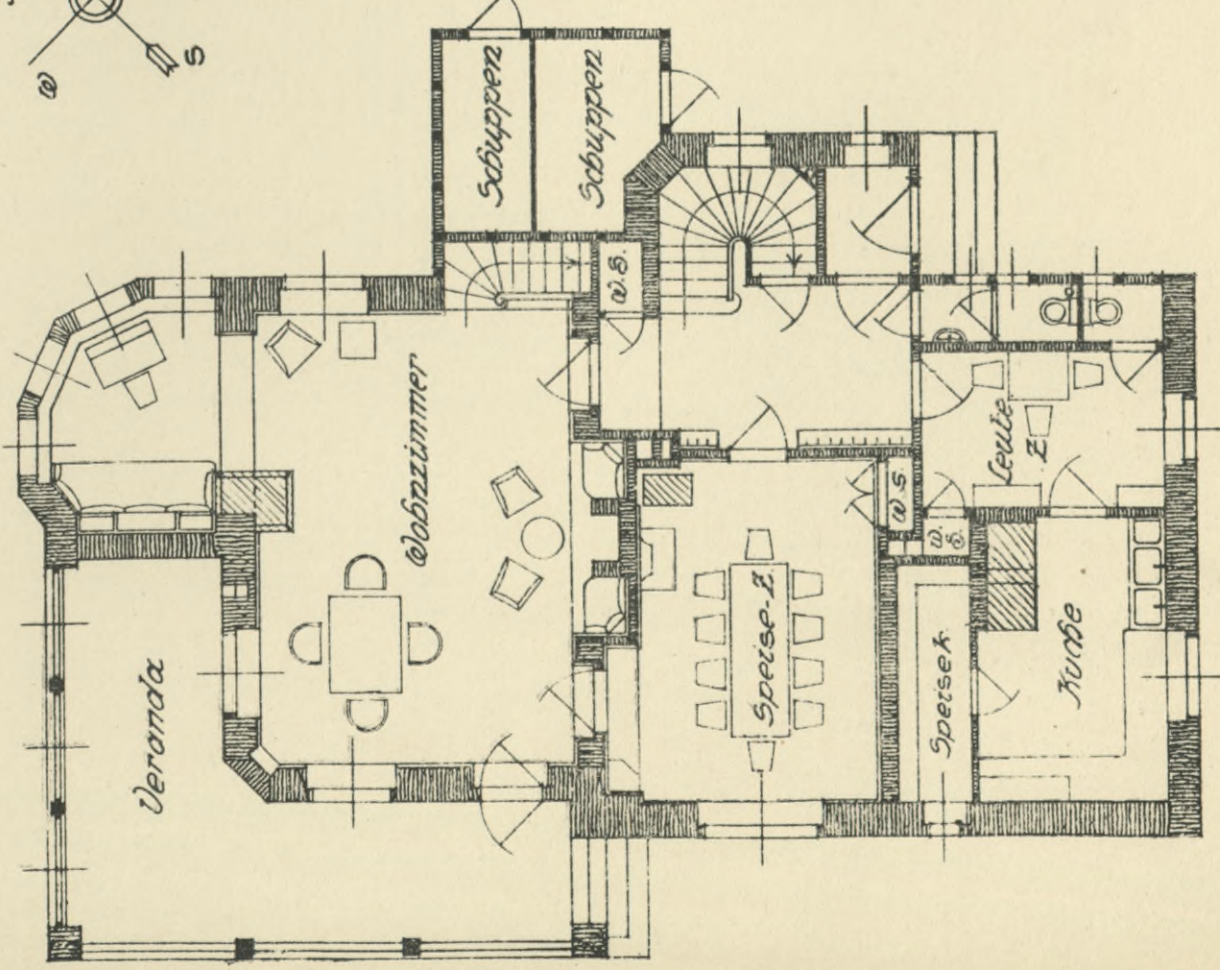 W
S
Schuppen
Schuppen
W.S.
Wohnzimmer
Leute
Z
W.S
W.
S.
Veranda
Speise-Z.
Speisek.
Küche